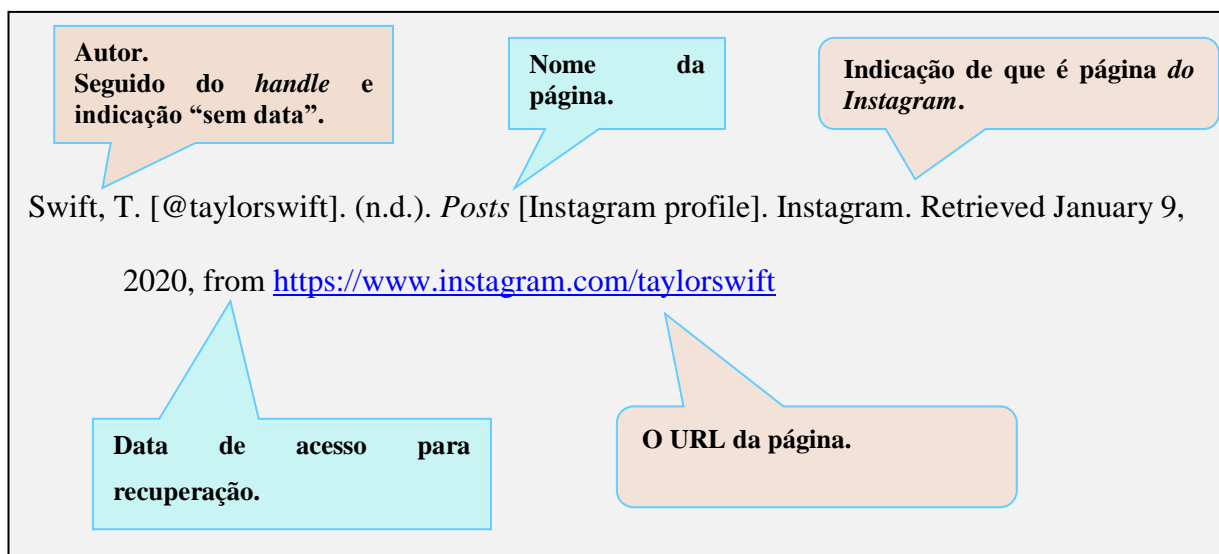 Autor.
Seguido do handle e
indicação “sem data”.
Nome da
página.
Indicação de que é página do
Instagram.
Swift, T. [@taylorswift]. (n.d.). Posts [Instagram profile]. Instagram. Retrieved January 9,
2020, from https://www.instagram.com/taylorswift
Data de acesso para
recuperação.
O URL da página.